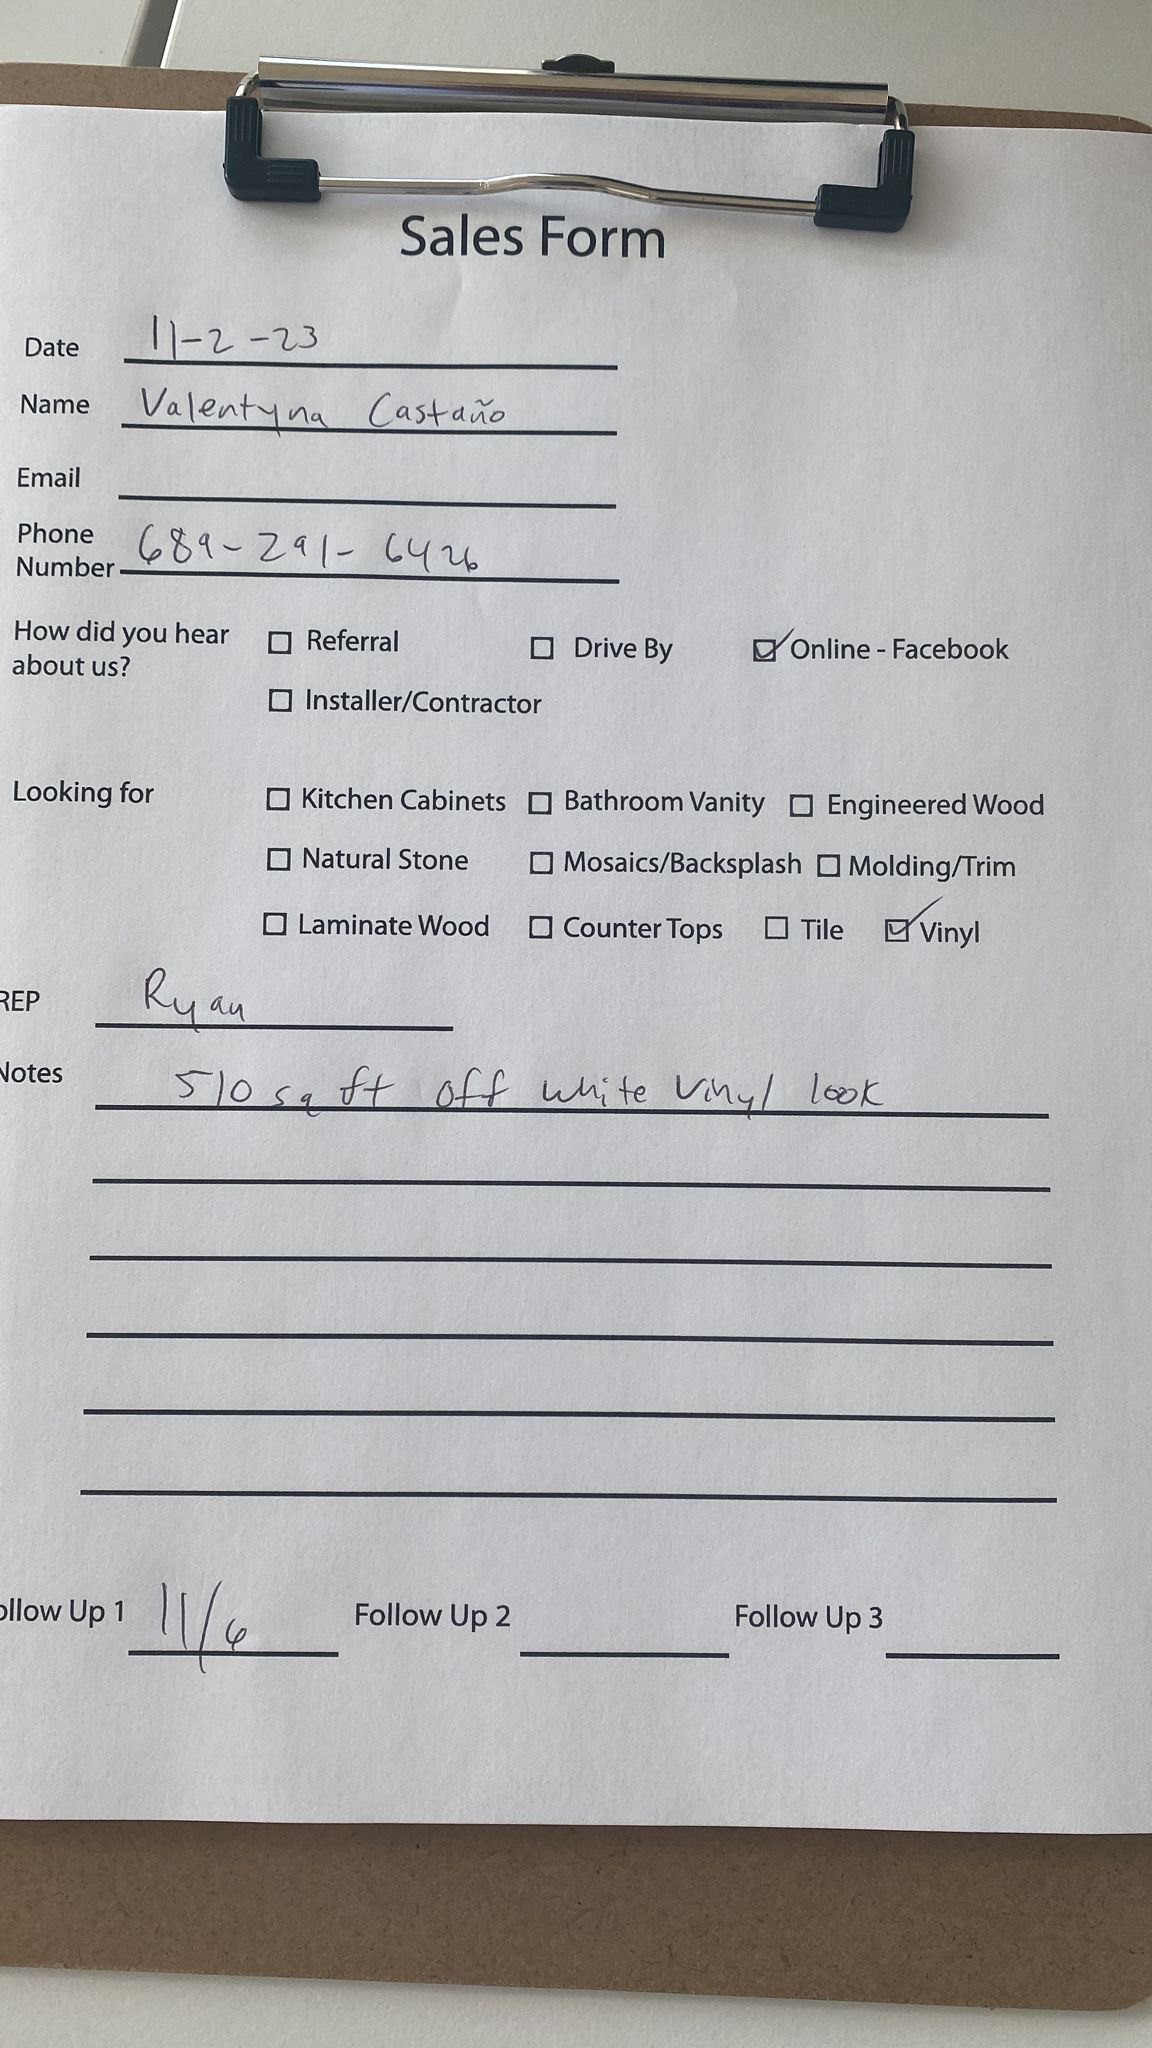 Sales Form
Date 11-2-23
Name Valentyna Castaño
Email
Phone
Number 689-291-6426
How did you hear
about us?
Referral
Drive By
Online - Facebook
Installer/Contractor
Looking for
Kitchen Cabinets
Bathroom Vanity
Engineered Wood
Natural Stone
Mosaics/Backsplash
Molding/Trim
Laminate Wood
Counter Tops
Tile
Vinyl
REP Ryan
Notes 510 sq ft off white vinyl look
ollow Up 1 11/6
Follow Up 2
Follow Up 3